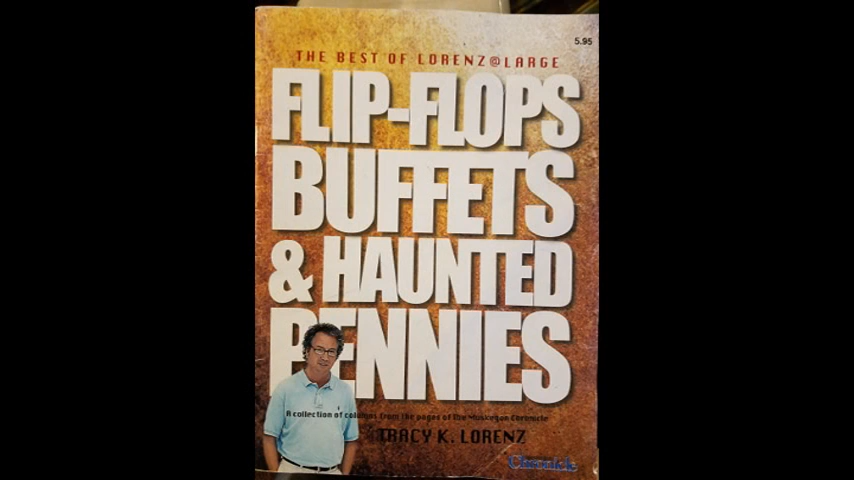 5.95
THE BEST OF LORENZ@LARGE
FLIP-FLOPS
BUFFETS
& HAUNTED
PENNIES
A collection of columns from the pages of the Muskegon Chronicle
TRACY K. LORENZ
Chronicle